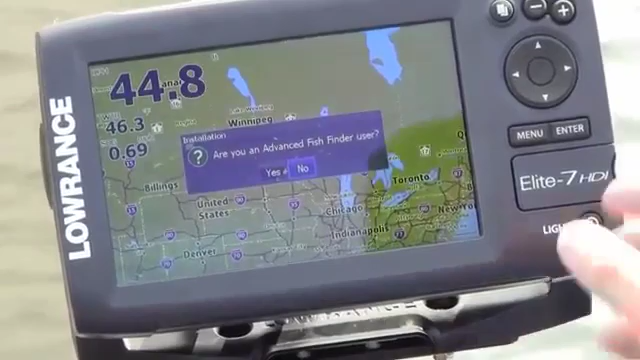 44.8
46.3
0.69
Winnipeg
Installation
Are you an Advanced Fish Finder user?
Yes
No
Billings
United
States
Denver
Chicago
Indianapolis
Toronto
New York
LOWRANCE
MENU
ENTER
Elite-7 HDI